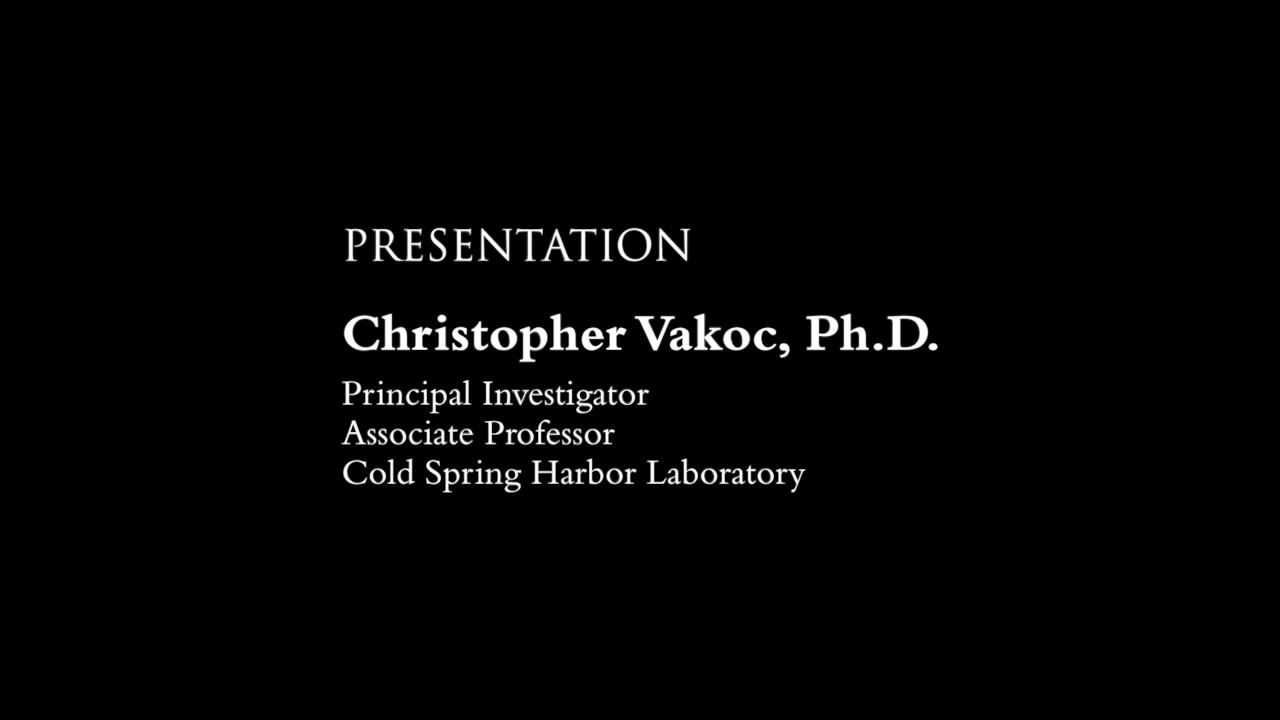 PRESENTATION
Christopher Vakoc, Ph.D.
Principal Investigator
Associate Professor
Cold Spring Harbor Laboratory